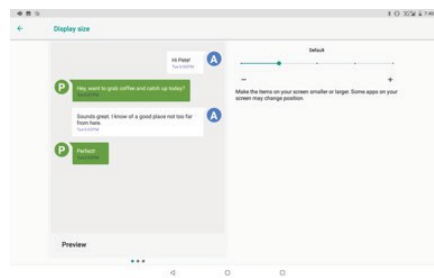 Display size
Hi Pete!
A
P
Hey, want to grab coffee and catch up today?
Sounds great. I know of a good place not too far
from here.
A
P
Perfect!
Preview
Default
Make the items on your screen smaller or larger. Some apps on your
screen may change position.